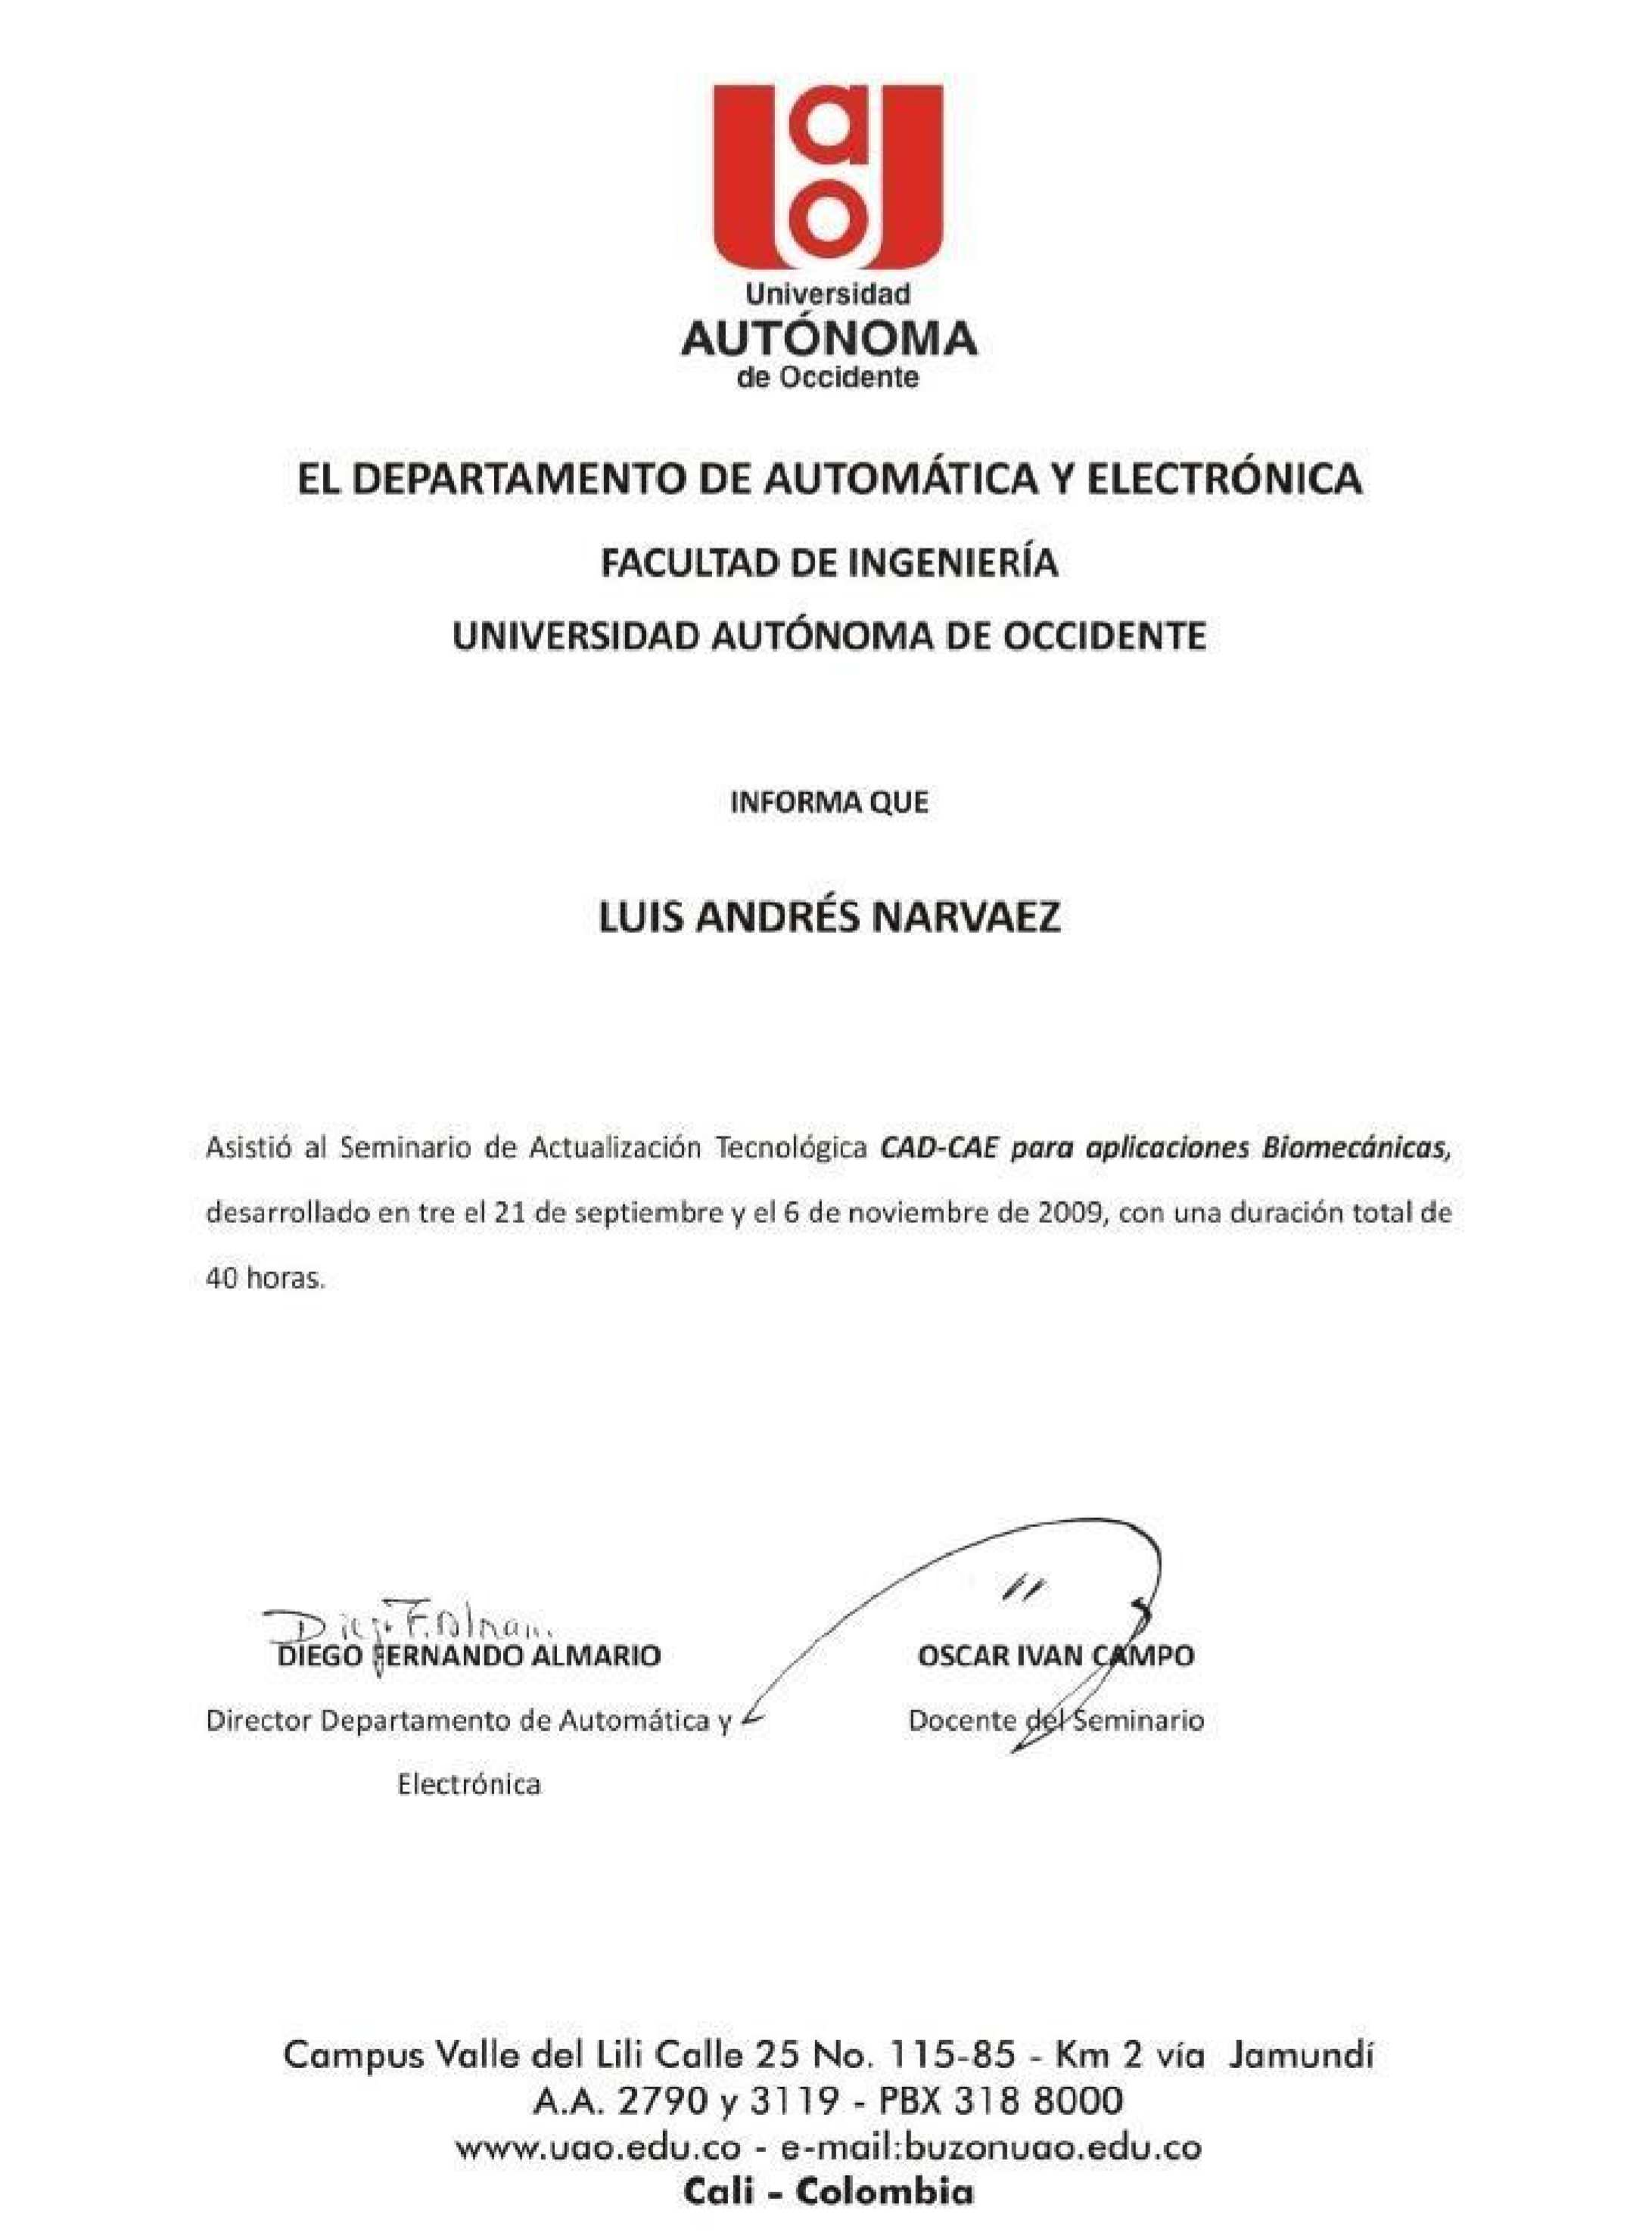 uao
Universidad
AUTÓNOMA
de Occidente
EL DEPARTAMENTO DE AUTOMÁTICA Y ELECTRÓNICA
FACULTAD DE INGENIERÍA
UNIVERSIDAD AUTÓNOMA DE OCCIDENTE
INFORMA QUE
LUIS ANDRÉS NARVAEZ
Asistió al Seminario de Actualización Tecnológica CAD-CAE para aplicaciones Biomecánicas,
desarrollado en tre el 21 de septiembre y el 6 de noviembre de 2009, con una duración total de
40 horas.
Diego F. Almario
DIEGO FERNANDO ALMARIO
OSCAR IVAN CAMPO
Director Departamento de Automática y
Docente del Seminario
Electrónica
Campus Valle del Lili Calle 25 No. 115-85 - Km 2 vía Jamundí
A.A. 2790 y 3119 - PBX 318 8000
www.uao.edu.co - e-mail:buzonuao.edu.co
Cali - Colombia